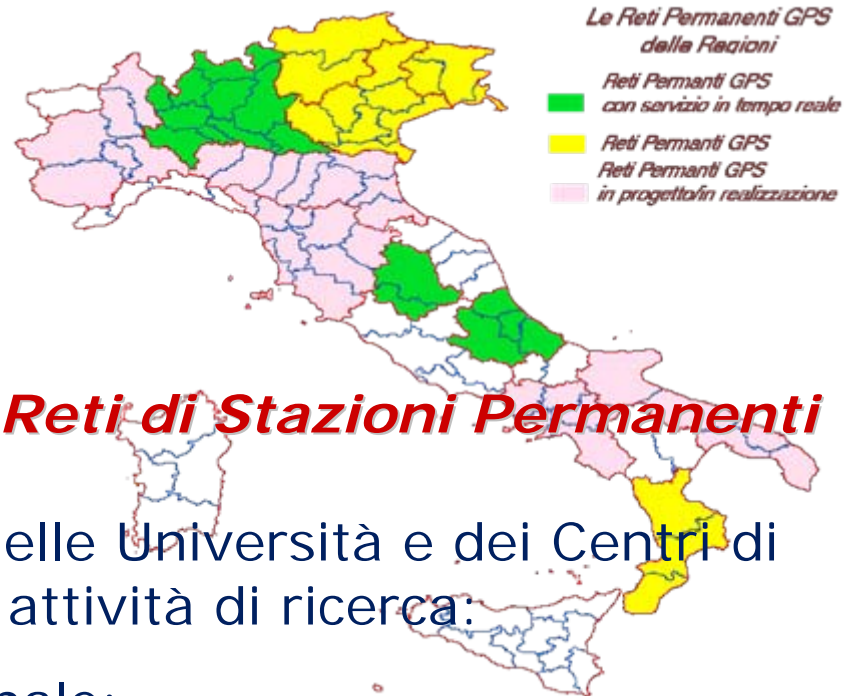 Le Reti Permanenti GPS
delle Regioni
Reti Permanti GPS
con servizio in tempo reale
Reti Permanti GPS
Reti Permanti GPS
in progetto/in realizzazione
Reti di Stazioni Permanenti
elle Università e dei Centri di
attività di ricerca: